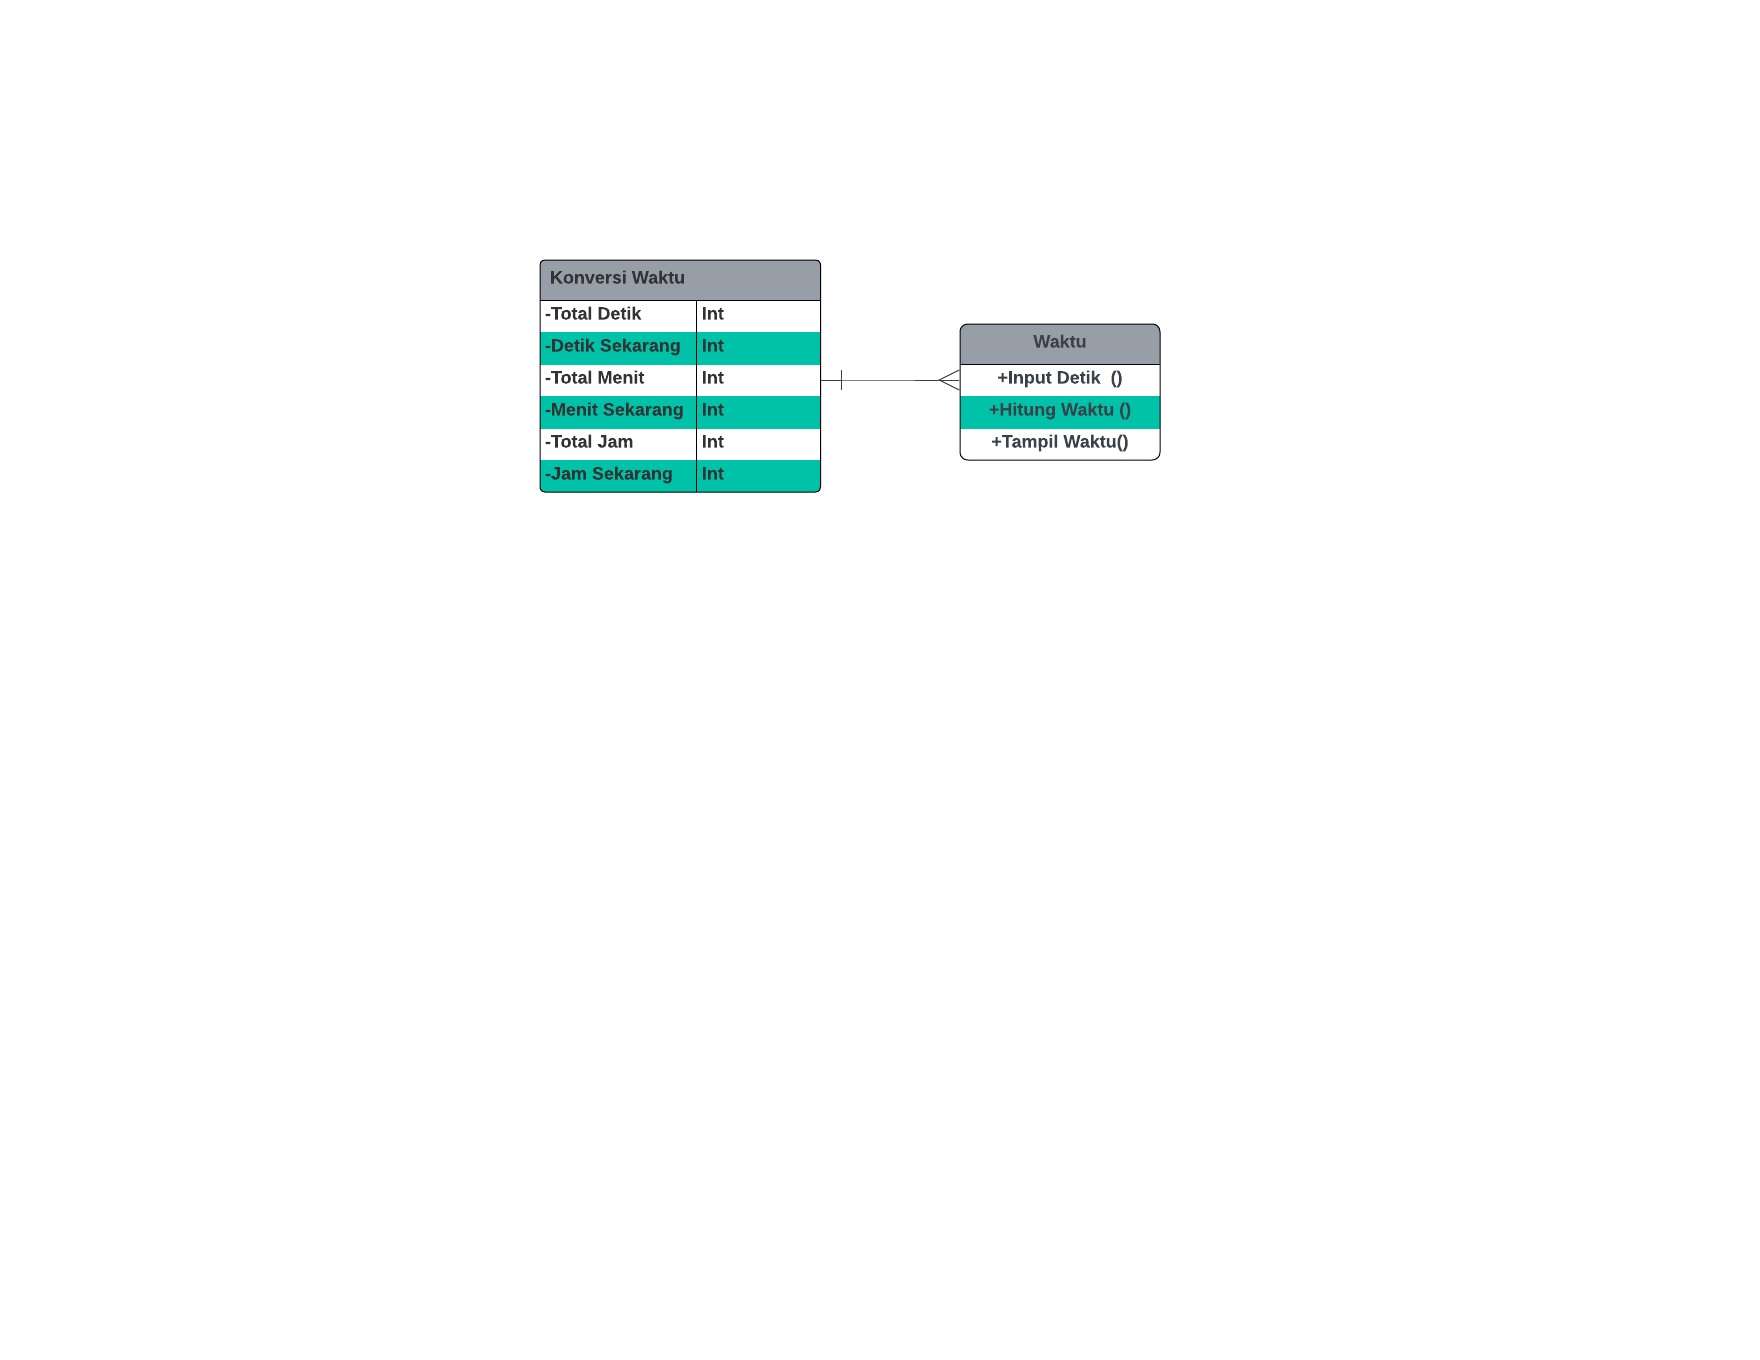 Konversi Waktu
-Total Detik Int
-Detik Sekarang Int
-Total Menit Int
-Menit Sekarang Int
-Total Jam Int
-Jam Sekarang Int
Waktu
+Input Detik  ()
+Hitung Waktu ()
+Tampil Waktu()